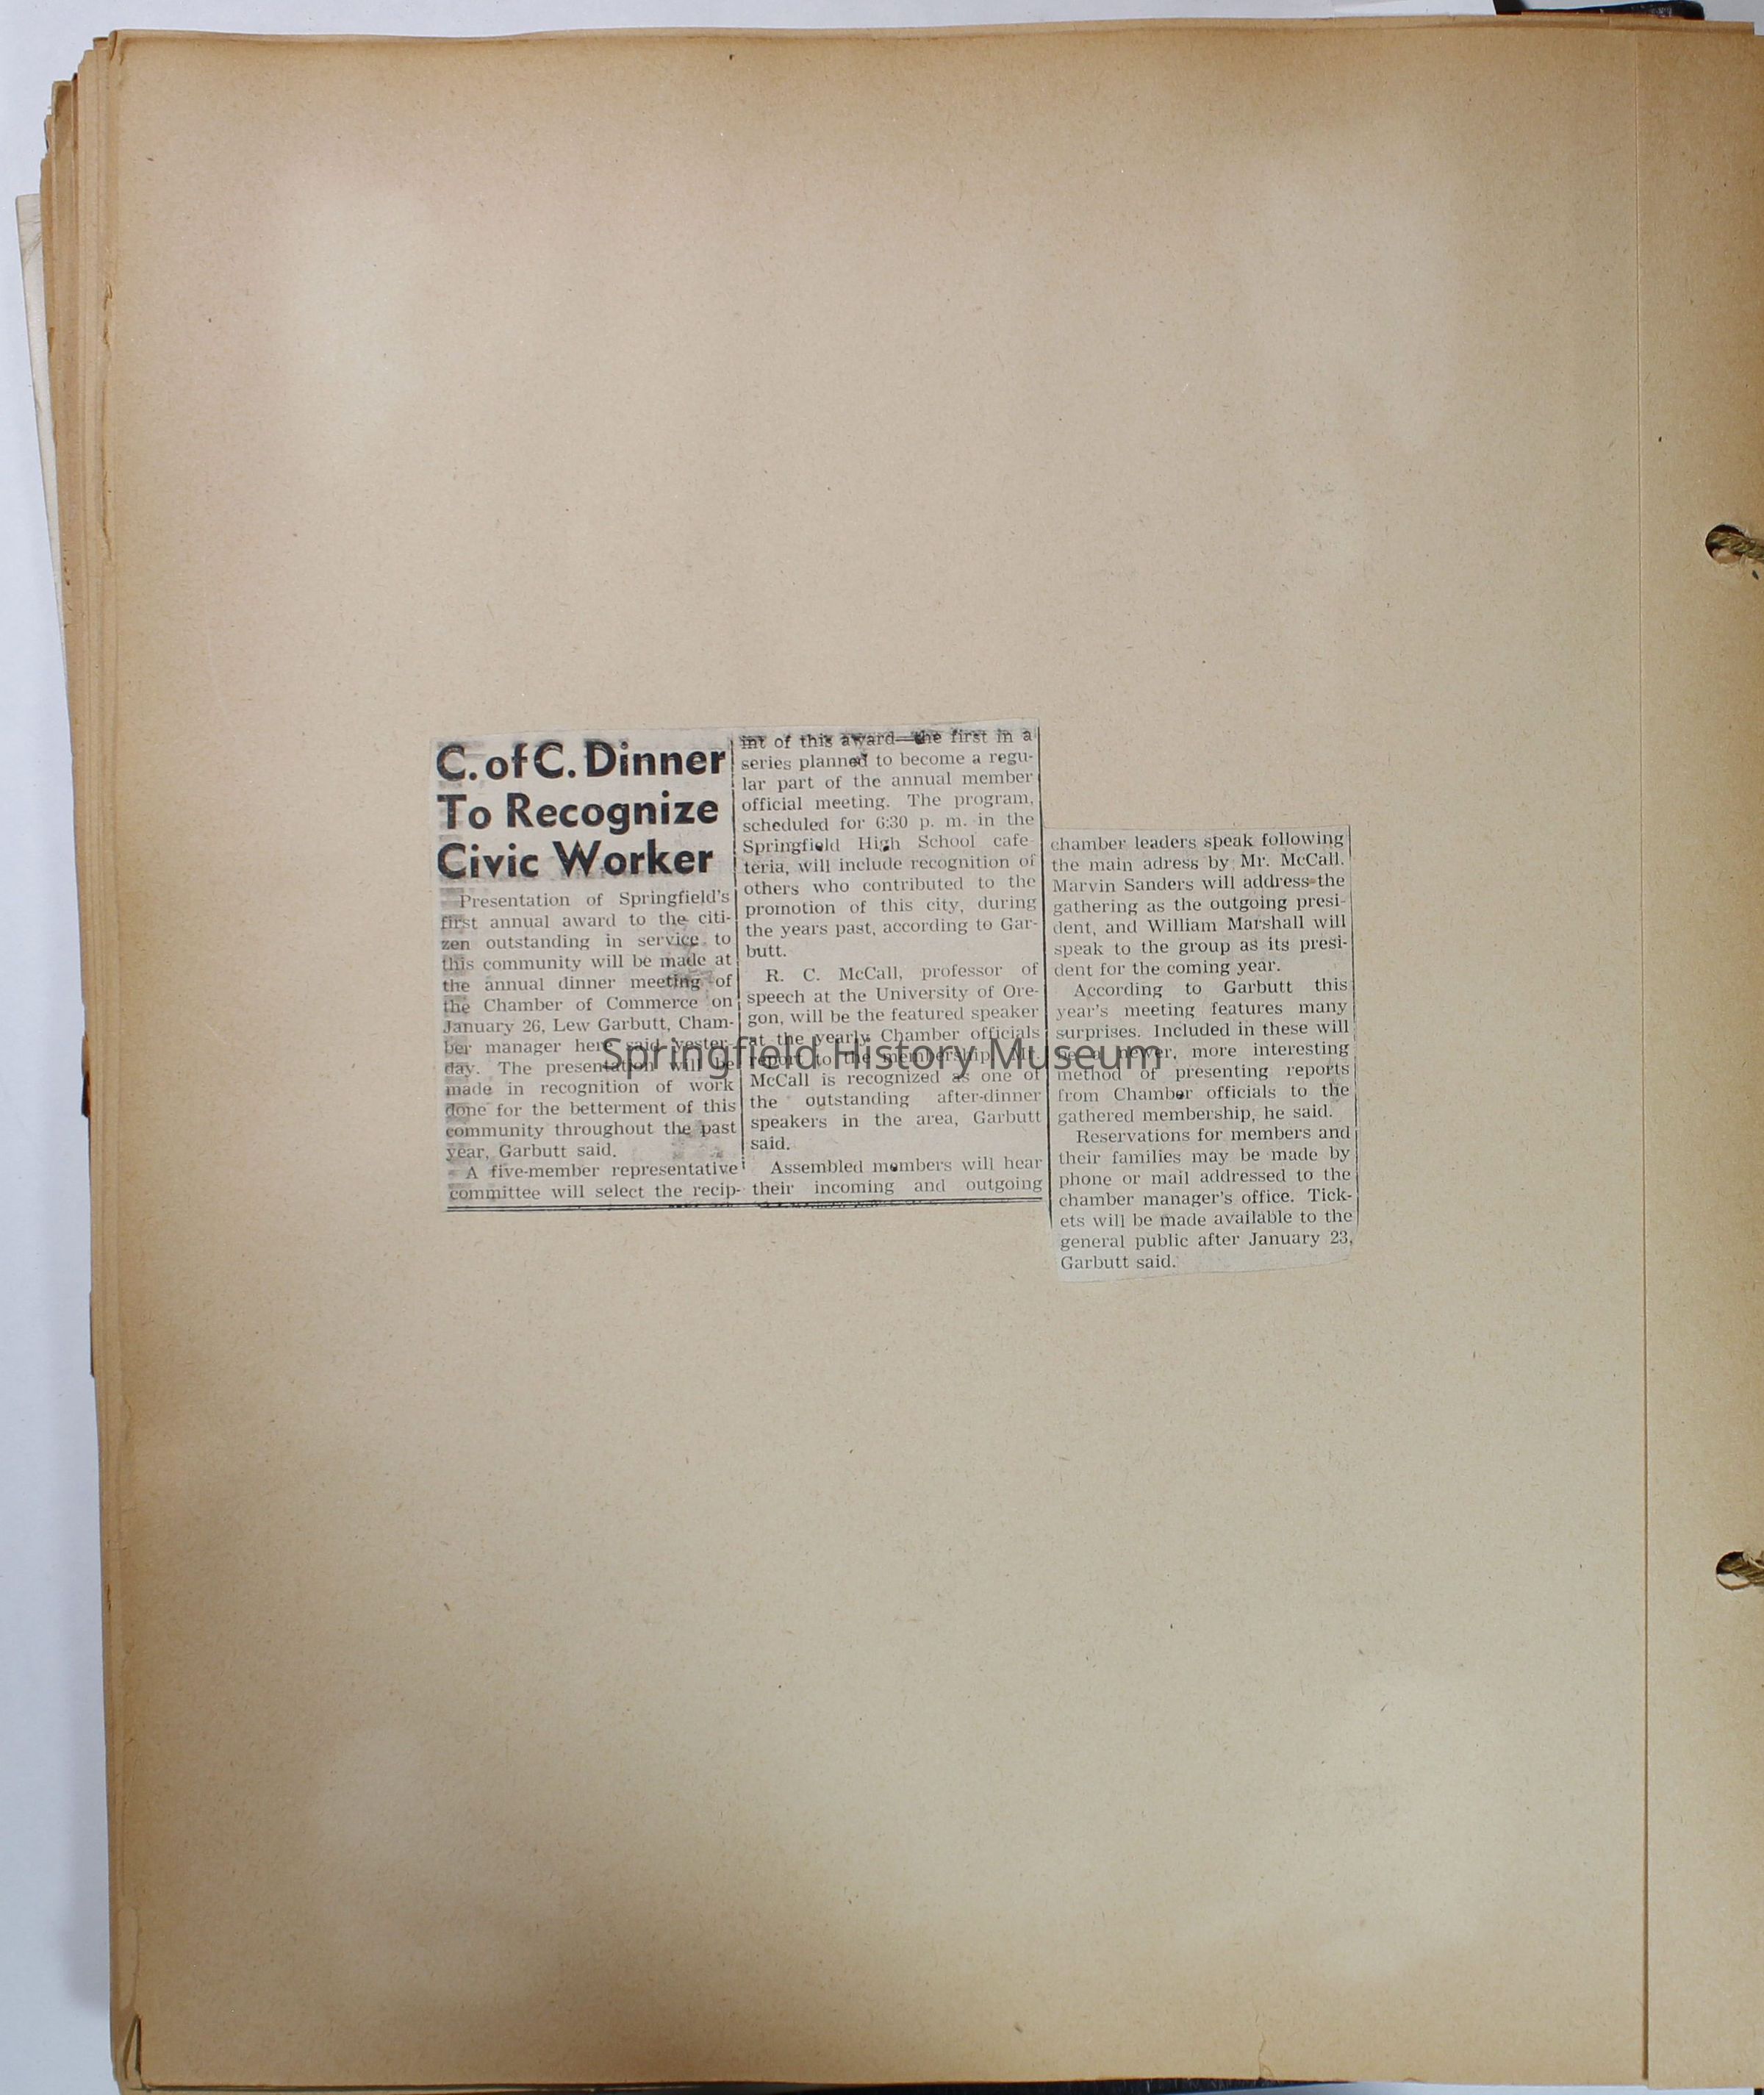 C. of C. Dinner
To Recognize
Civic Worker
Presentation of Springfield's
first annual award to the citi-
zen outstanding in service to
this community will be made at
the annual dinner meeting of
the Chamber of Commerce on
January 26, Lew Garbutt, Cham-
ber manager here said yester-
day. The presentation will be
made in recognition of work
done for the betterment of this
community throughout the past
year, Garbutt said.
A five-member representative
committee will select the recip-
int of this award—the first in a
series planned to become a regu-
lar part of the annual member
official meeting. The program,
scheduled for 6:30 p. m. in the
Springfield High School cafe-
teria, will include recognition of
others who contributed to the
promotion of this city, during
the years past, according to Gar-
butt.
R. C. McCall, professor of
speech at the University of Ore-
gon, will be the featured speaker
at the yearly Chamber officials
report to the membership. Mr.
McCall is recognized as one of
the outstanding after-dinner
speakers in the area, Garbutt
said.
Assembled members will hear
their incoming and outgoing
chamber leaders speak following
the main adress by Mr. McCall.
Marvin Sanders will address the
gathering as the outgoing presi-
dent, and William Marshall will
speak to the group as its presi-
dent for the coming year.
According to Garbutt this
year's meeting features many
surprises. Included in these will
more interesting
method of presenting reports
from Chamber officials to the
gathered membership, he said.
Reservations for members and
their families may be made by
phone or mail addressed to the
chamber manager's office. Tick-
ets will be made available to the
general public after January 23,
Garbutt said.
Springfield History Museum